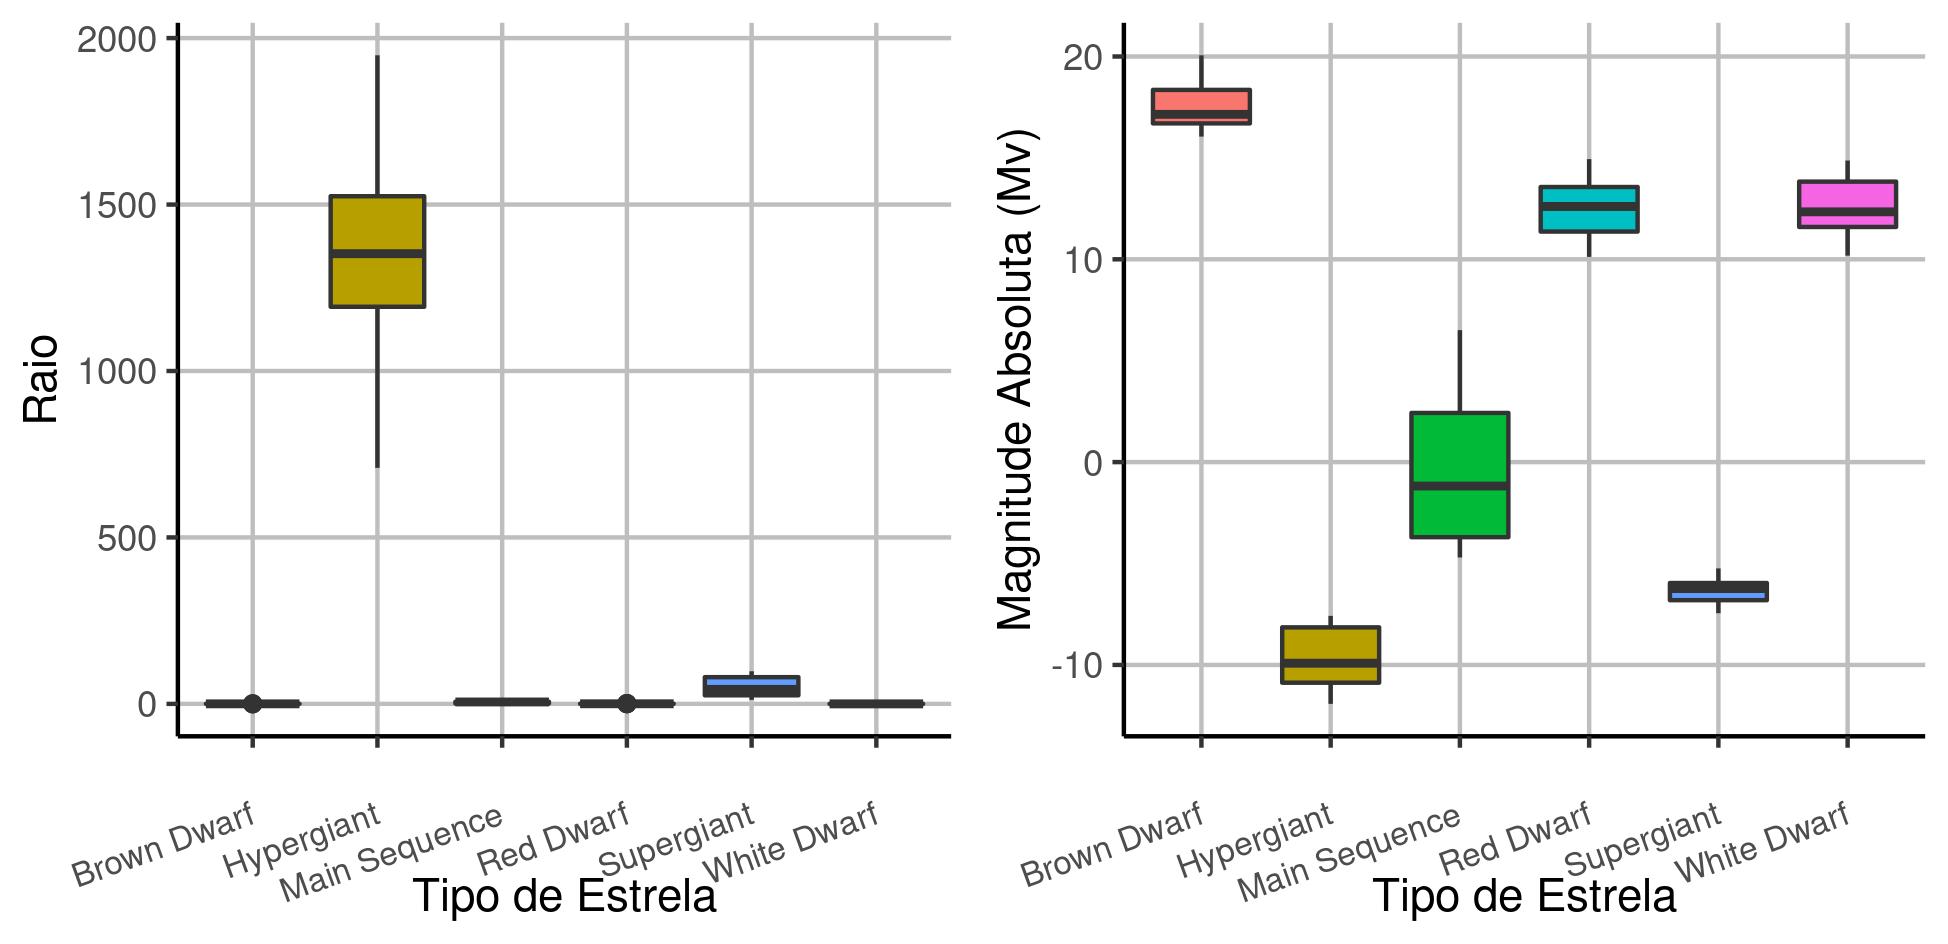 Raio
2000
1500
1000
500
0
Brown Dwarf
Hypergiant
Main Sequence
Red Dwarf
Supergiant
White Dwarf
Tipo de Estrela
Magnitude Absoluta (Mv)
20
10
0
-10
Brown Dwarf
Hypergiant
Main Sequence
Red Dwarf
Supergiant
White Dwarf
Tipo de Estrela